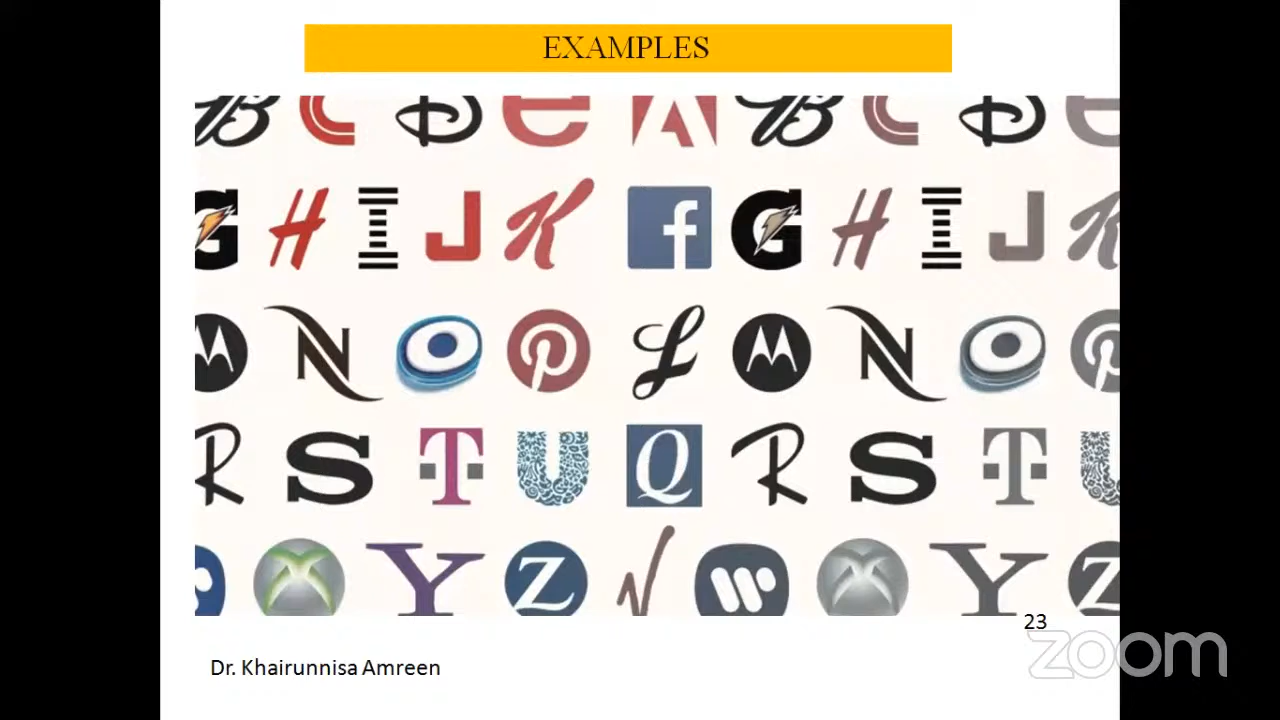 EXAMPLES
B C D E A B C D E
G H I J K f G H I J K
M N O P L M N O P
R S T U Q R S T U
W X Y Z V W X Y Z
23
zoom
Dr. Khairunnisa Amreen